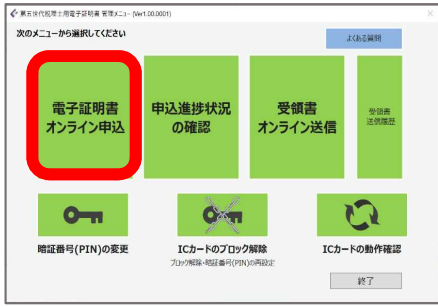 第五世代税理士用電子証明書 管理メニュー (Ver1.00.0001)
次のメニューから選択してください
よくある質問
電子証明書
オンライン申込
申込進捗状況
の確認
受領書
オンライン送信
受領書
送信履歴
暗証番号(PIN)の変更
ICカードのブロック解除
ブロック解除・暗証番号(PIN)の再設定
ICカードの動作確認
終了